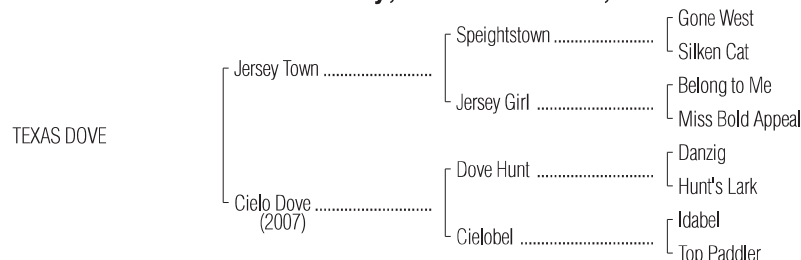 Gone West
Speightstown
Silken Cat
Jersey Town
Belong to Me
Jersey Girl
Miss Bold Appeal
TEXAS DOVE
Danzig
Dove Hunt
Hunt's Lark
Cielo Dove
(2007)
Idabel
Cielobel
Top Paddler